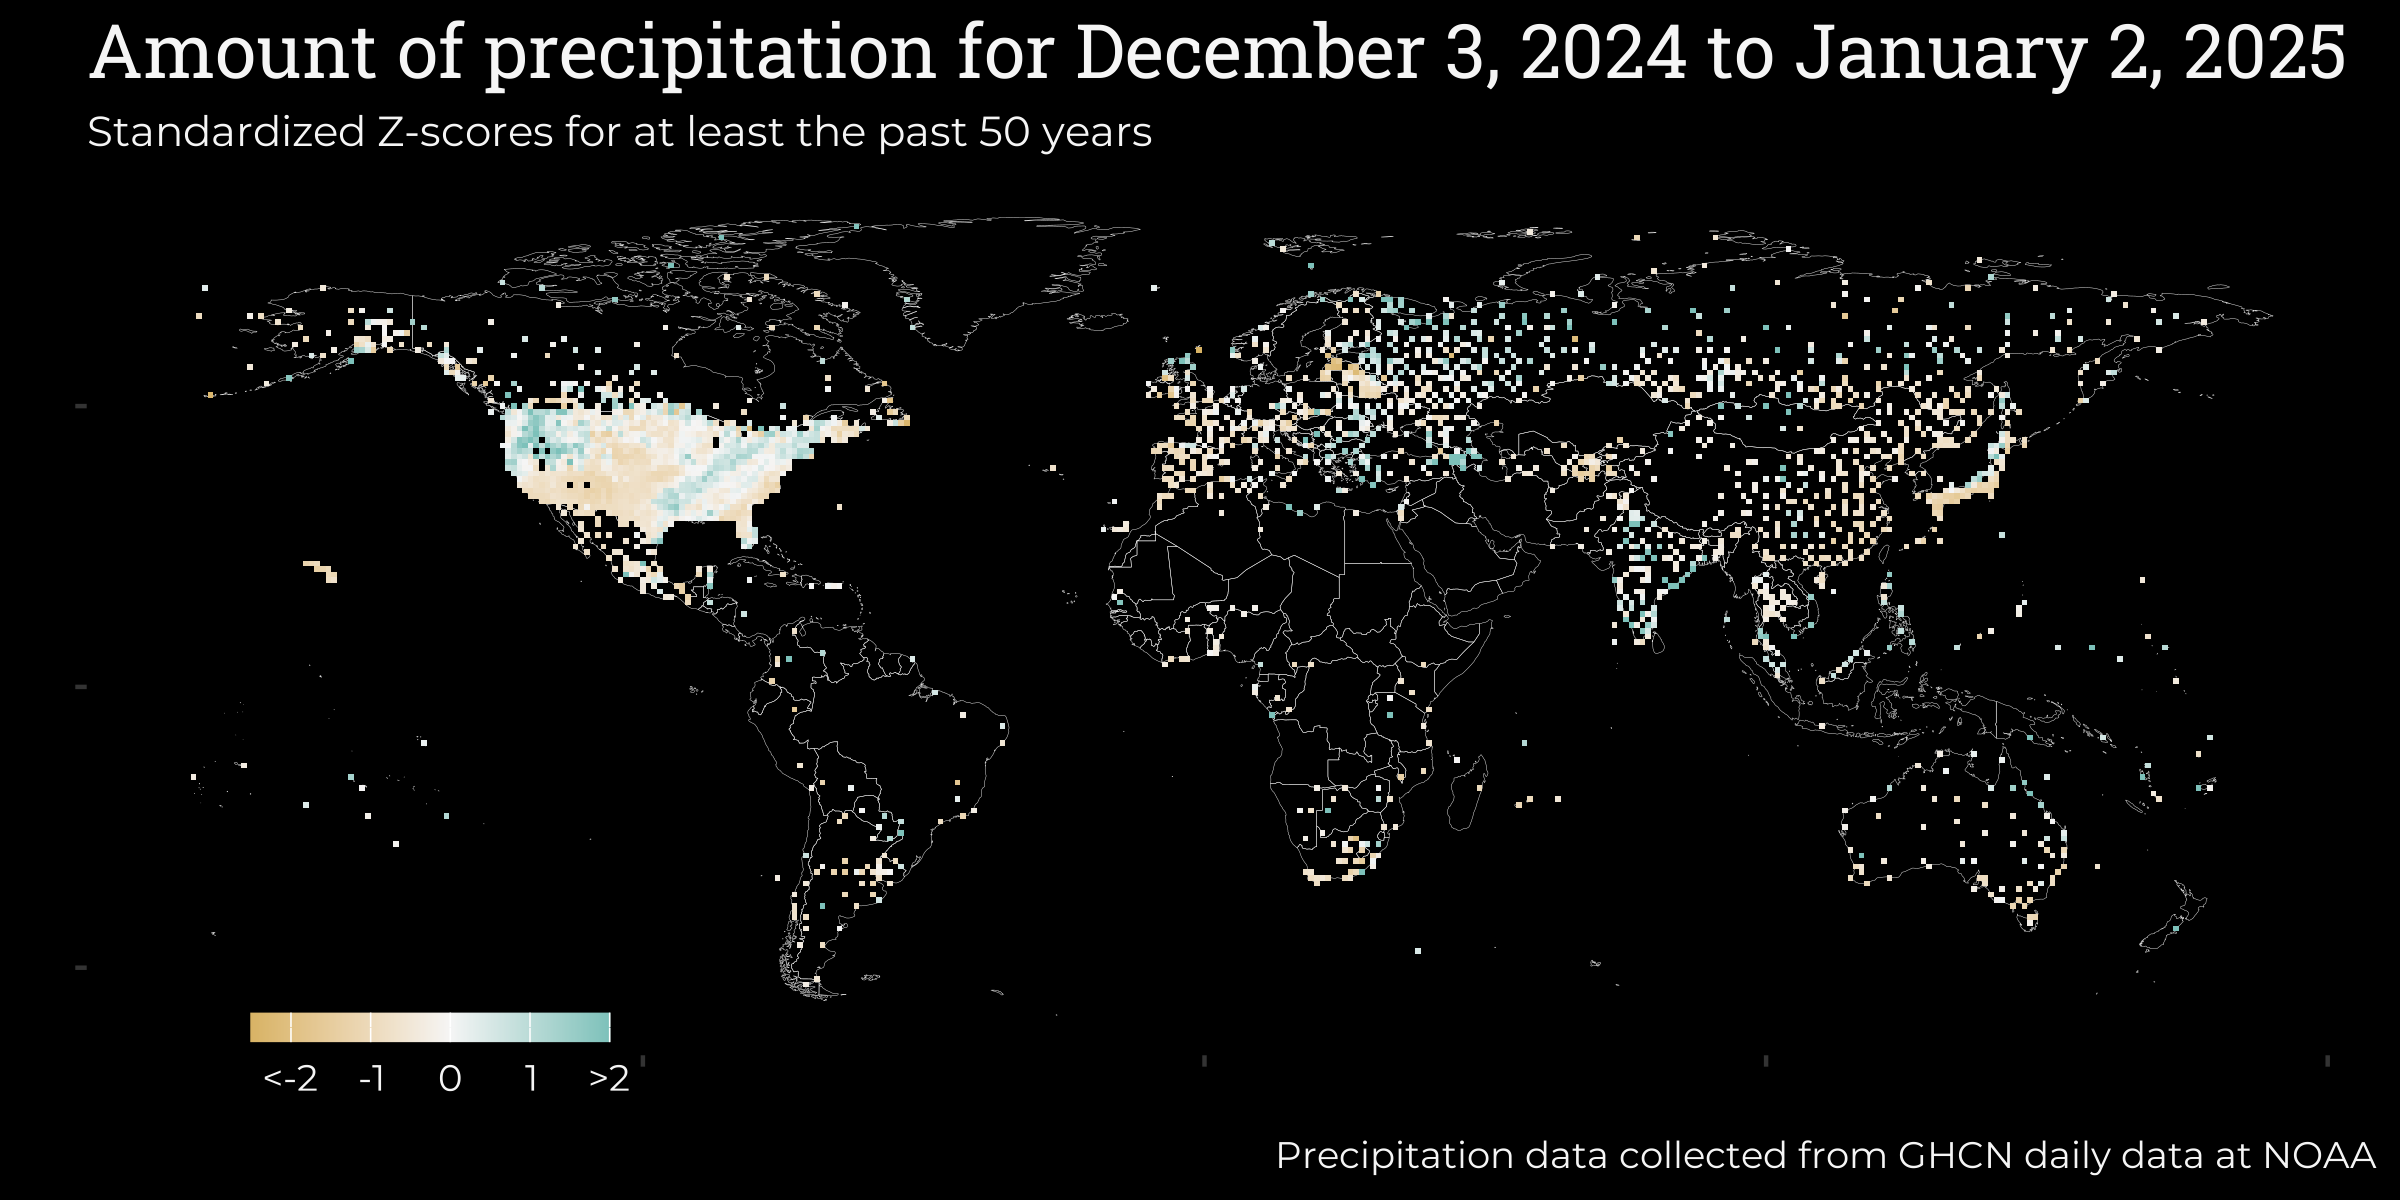 Amount of precipitation for December 3, 2024 to January 2, 2025
Standardized Z-scores for at least the past 50 years
<-2 -1 0 1 >2
Precipitation data collected from GHCN daily data at NOAA